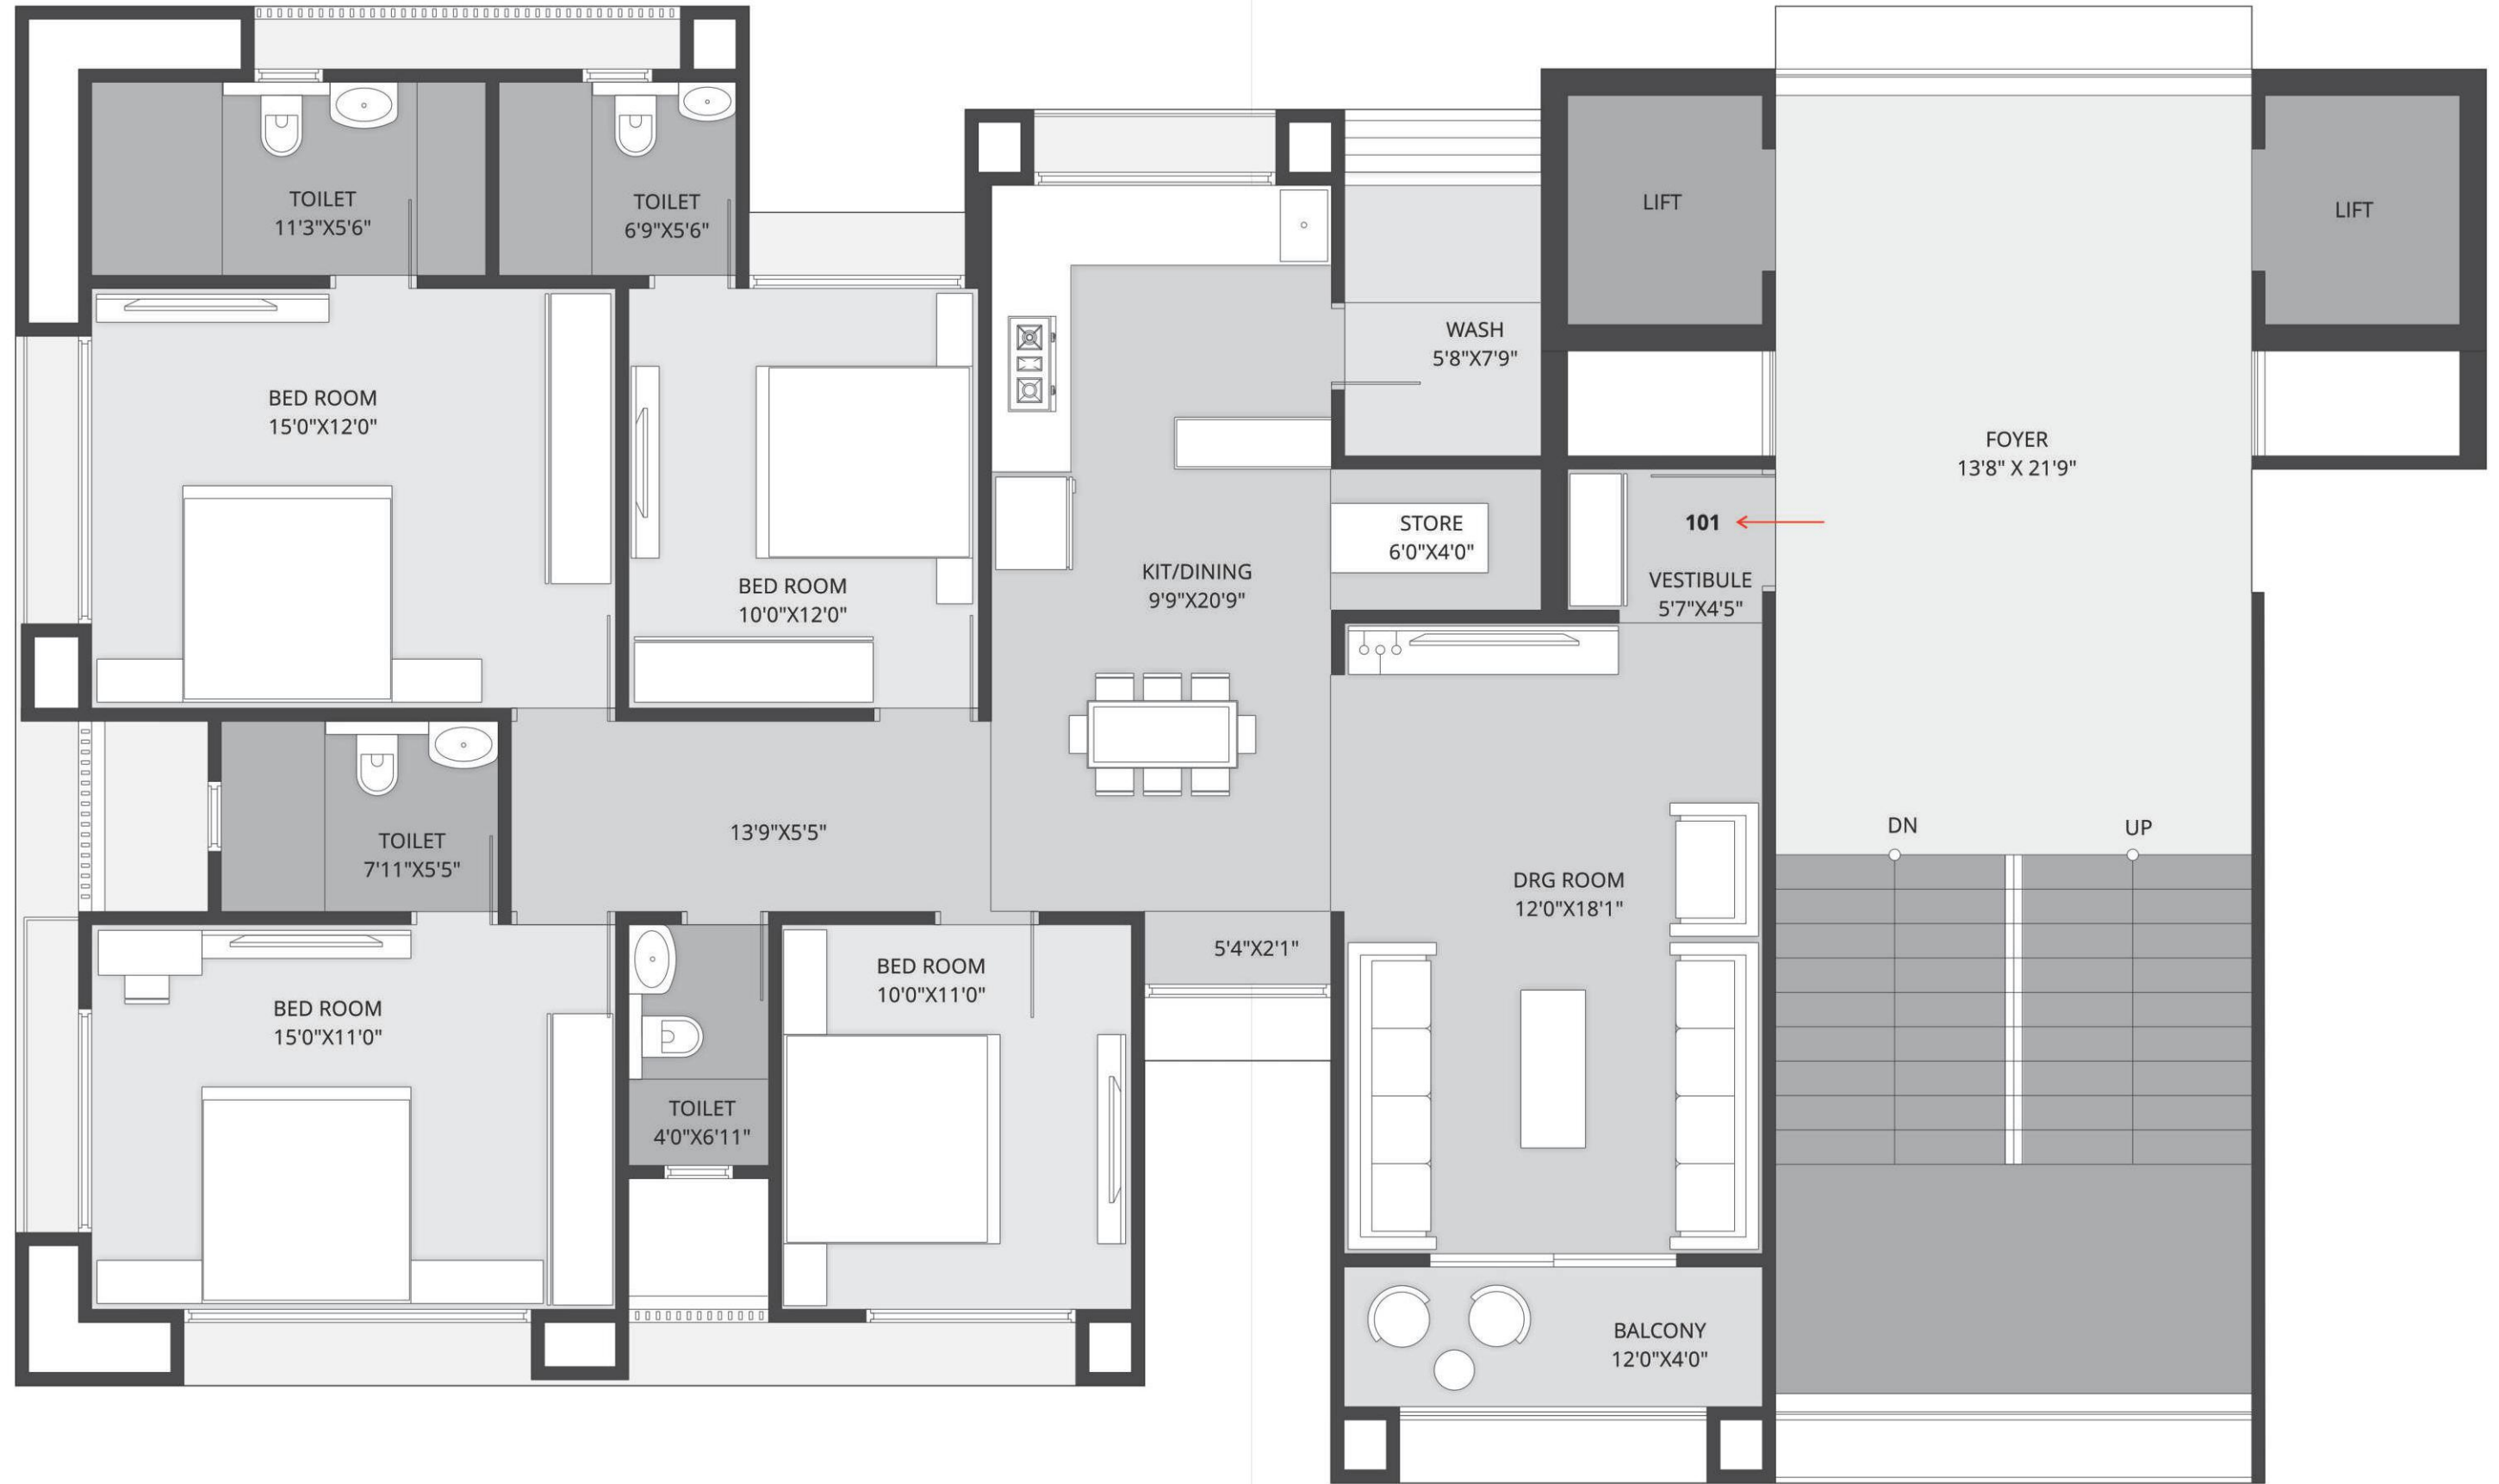 TOILET
11'3"X5'6"
TOILET
6'9"X5'6"
LIFT
LIFT
WASH
5'8"X7'9"
BED ROOM
15'0"X12'0"
FOYER
13'8" X 21'9"
STORE
6'0"X4'0"
101
KIT/DINING
9'9"X20'9"
VESTIBULE
5'7"X4'5"
BED ROOM
10'0"X12'0"
DN
UP
13'9"X5'5"
TOILET
7'11"X5'5"
DRG ROOM
12'0"X18'1"
5'4"X2'1"
BED ROOM
10'0"X11'0"
BED ROOM
15'0"X11'0"
TOILET
4'0"X6'11"
BALCONY
12'0"X4'0"